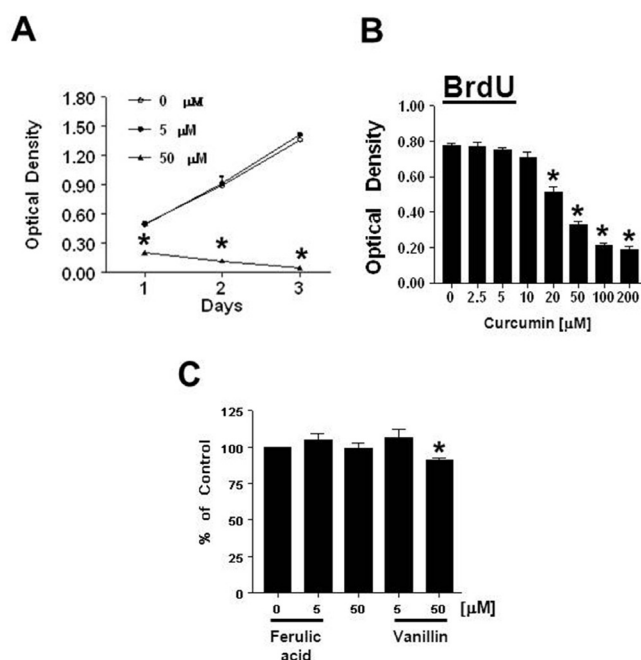 A
1.80
1.50
1.20
0.90
0.60
0.30
0.00
Optical Density
0 μM
5 μM
50 μM
* * *
1 2 3
Days
B
BrdU
1.00
0.80
0.60
0.40
0.20
0.00
Optical Density
* * * *
0 2.5 5 10 20 50 100 200
Curcumin [μM]
C
125
100
75
50
25
0
% of Control
*
0 5 50 5 50 [μM]
Ferulic acid
Vanillin